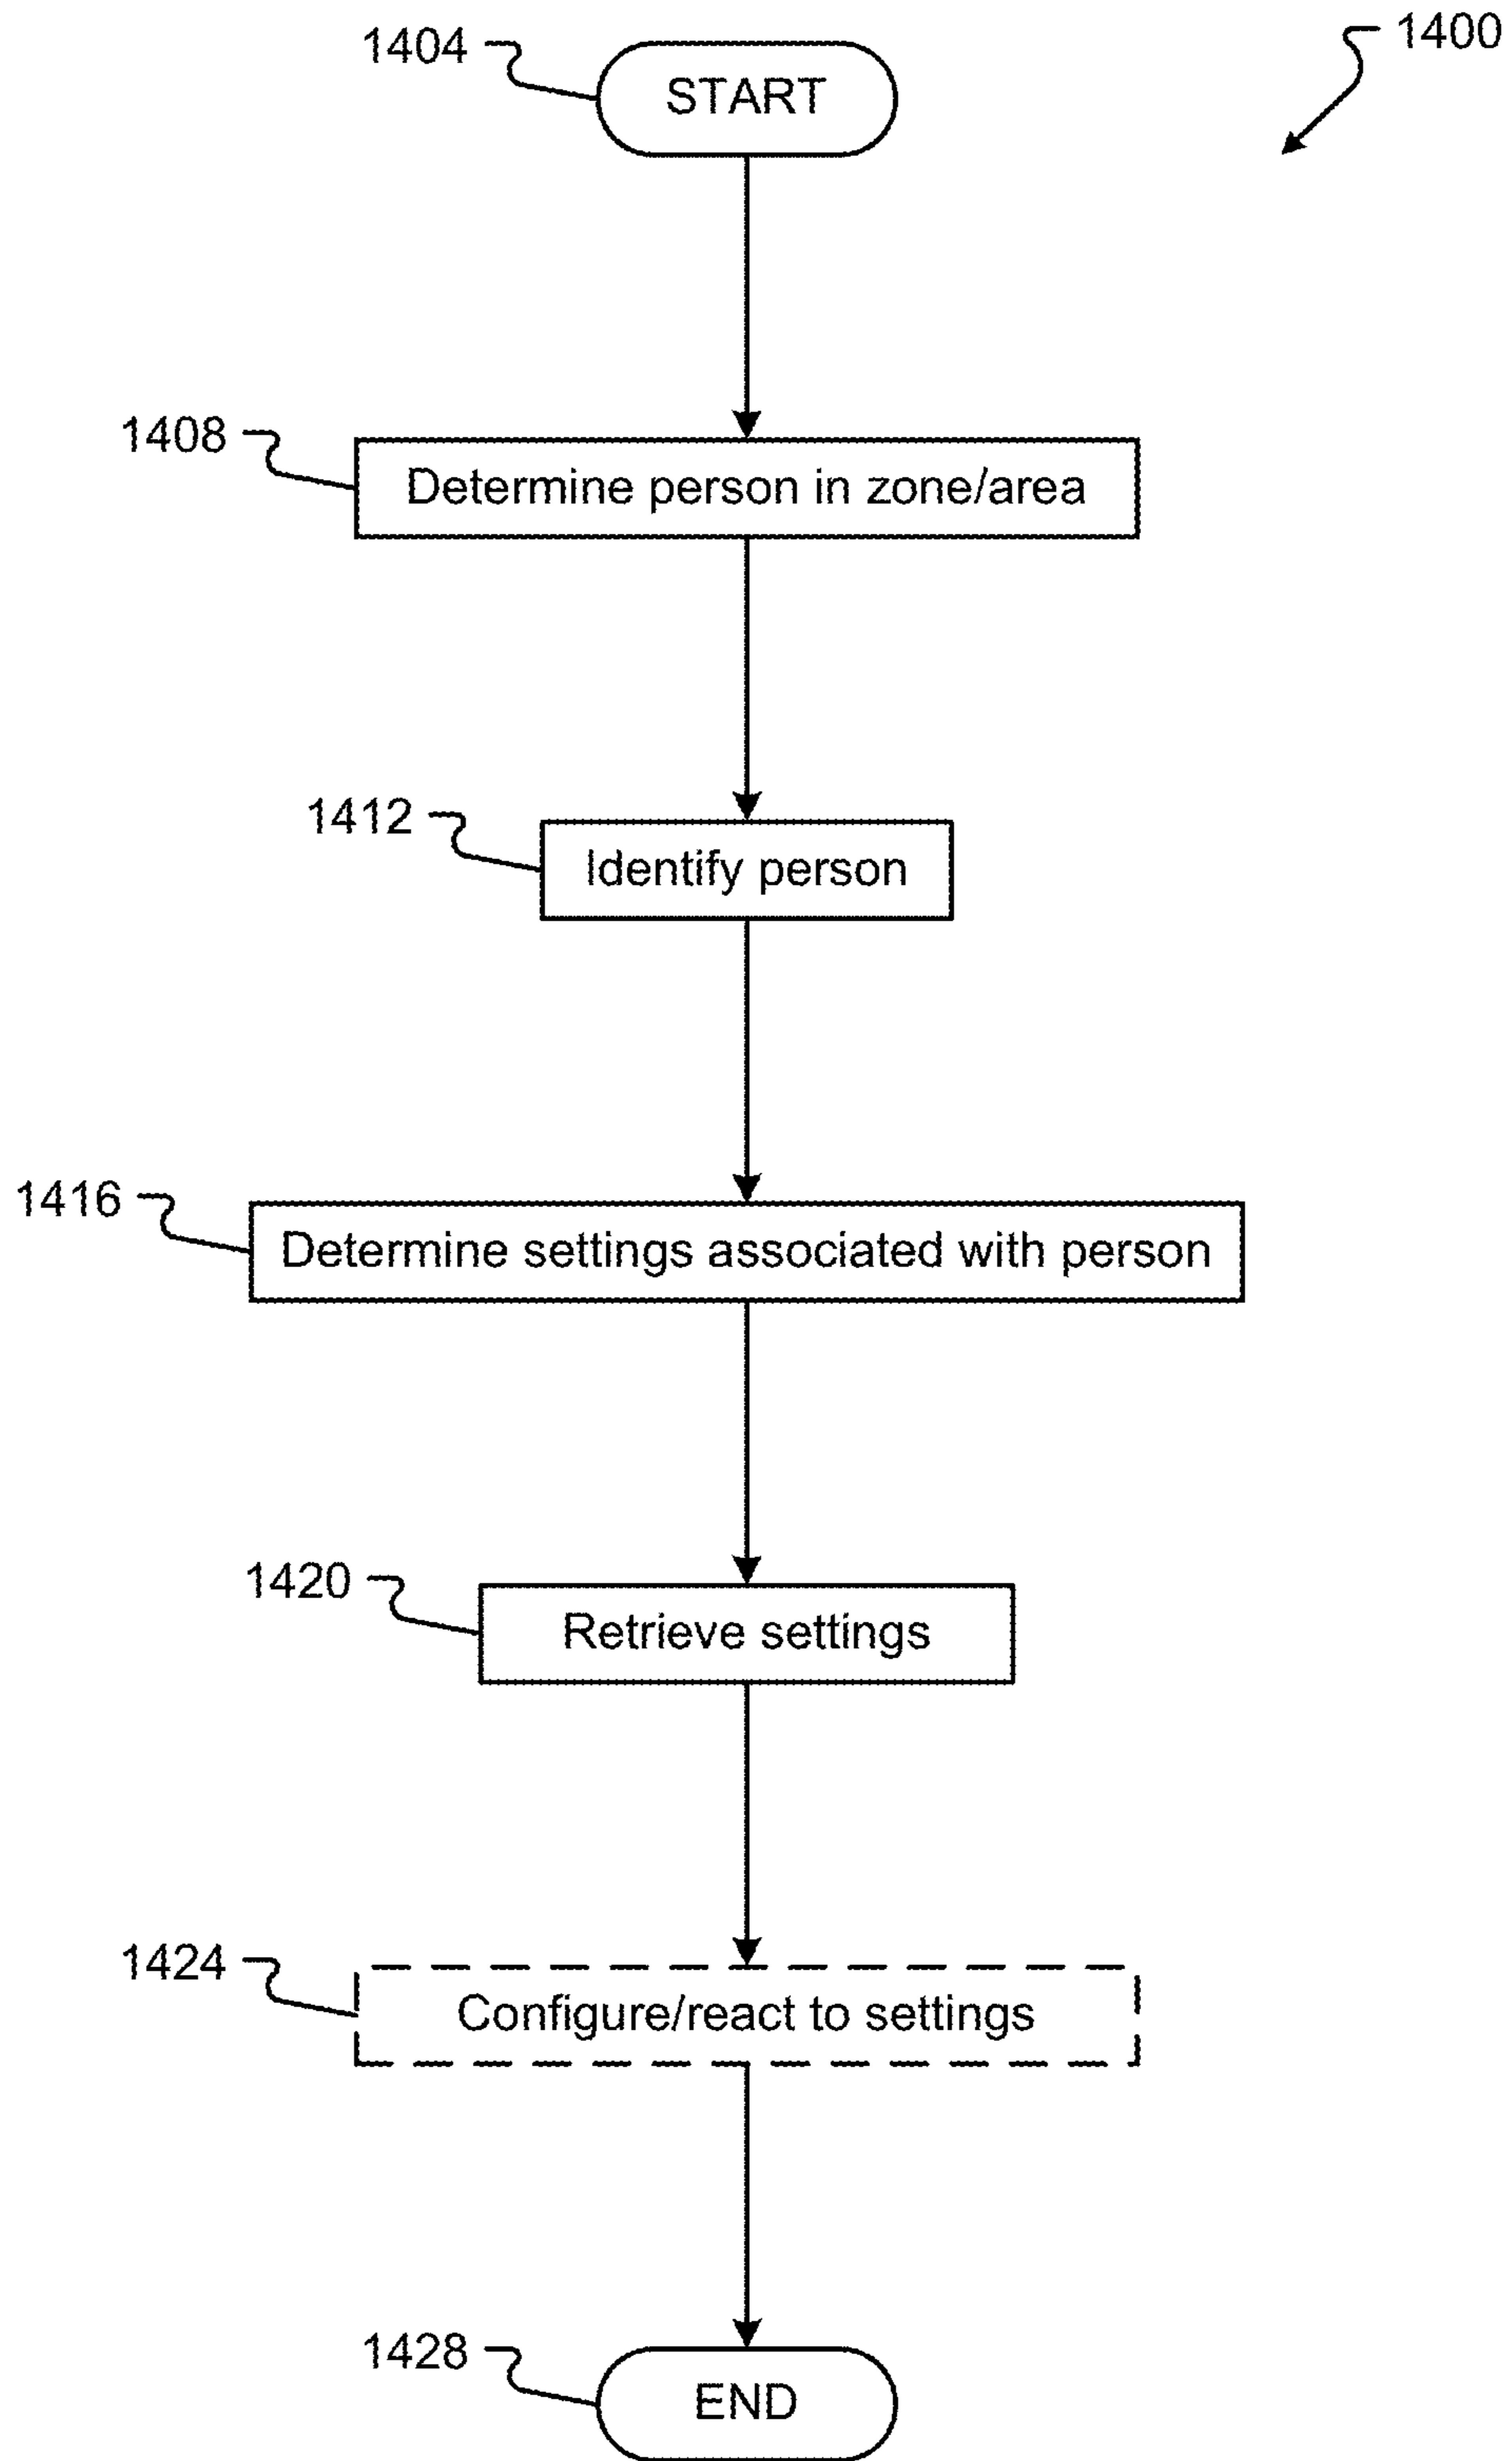 1400
1404
START
1408
Determine person in zone/area
1412
Identify person
1416
Determine settings associated with person
1420
Retrieve settings
1424
Configure/react to settings
1428
END